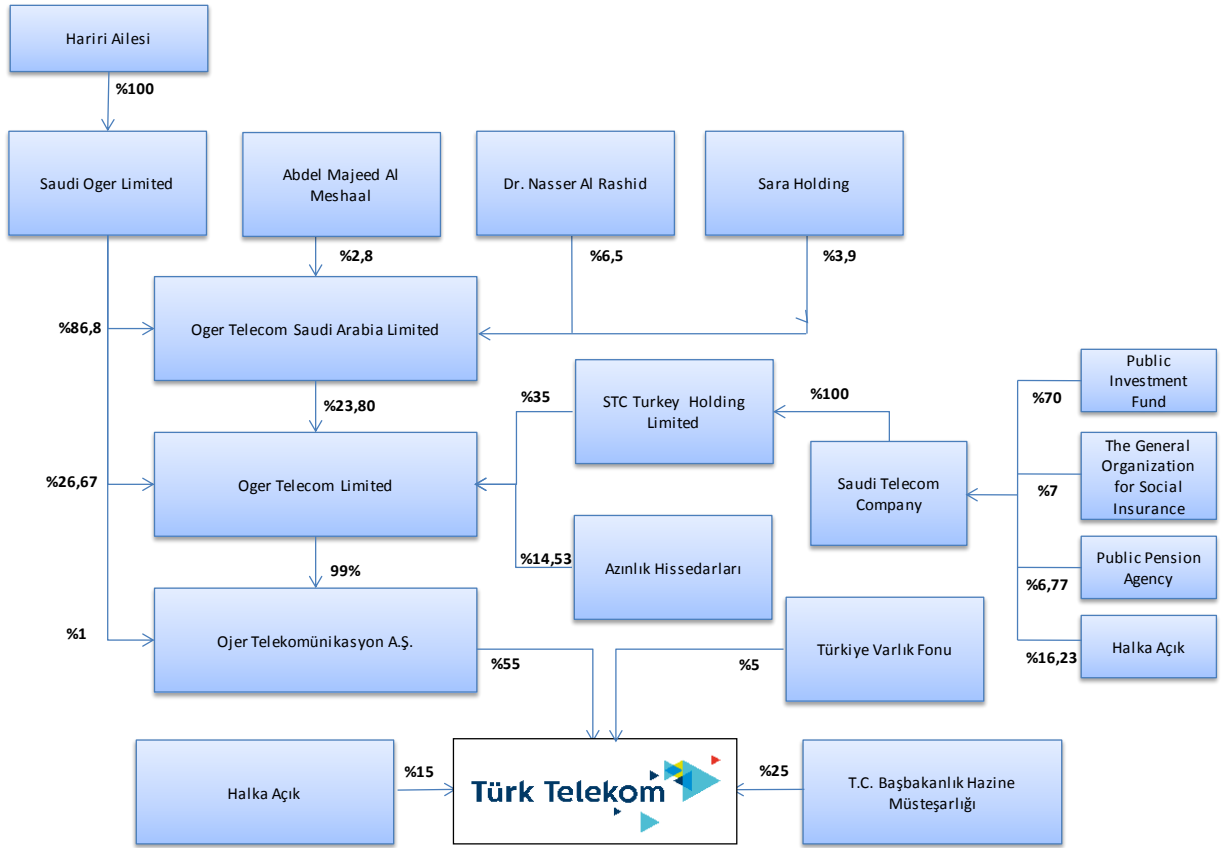 Hariri Ailesi
%100
Saudi Oger Limited
Abdel Majeed Al
Meshaal
Dr. Nasser Al Rashid
Sara Holding
%2,8
%6,5
%3,9
%86,8
Oger Telecom Saudi Arabia Limited
%23,80
%35
STC Turkey Holding
Limited
%100
Public
Investment
Fund
%70
%26,67
Oger Telecom Limited
Saudi Telecom
Company
The General
Organization
for Social
Insurance
%7
99%
%14,53
Azınlık Hissedarları
Public Pension
Agency
%6,77
%1
Ojer Telekomünikasyon A.Ş.
%55
%5
Türkiye Varlık Fonu
Halka Açık
%16,23
Halka Açık
%15
Türk Telekom
%25
T.C. Başbakanlık Hazine
Müsteşarlığı